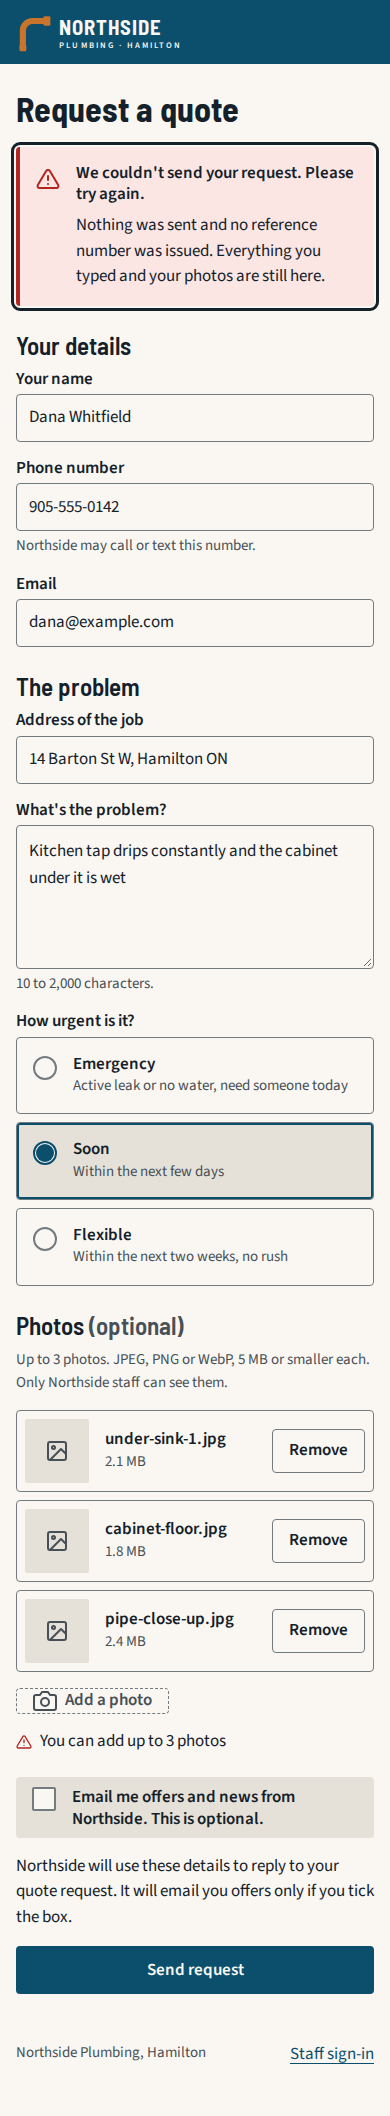 NORTHSIDE
PLUMBING · HAMILTON
Request a quote
We couldn't send your request. Please
try again.
Nothing was sent and no reference
number was issued. Everything you
typed and your photos are still here.
Your details
Your name
Dana Whitfield
Phone number
905-555-0142
Northside may call or text this number.
Email
dana@example.com
The problem
Address of the job
14 Barton St W, Hamilton ON
What's the problem?
Kitchen tap drips constantly and the cabinet
under it is wet
10 to 2,000 characters.
How urgent is it?
Emergency
Active leak or no water, need someone today
Soon
Within the next few days
Flexible
Within the next two weeks, no rush
Photos (optional)
Up to 3 photos. JPEG, PNG or WebP, 5 MB or smaller each.
Only Northside staff can see them.
under-sink-1.jpg
2.1 MB
Remove
cabinet-floor.jpg
1.8 MB
Remove
pipe-close-up.jpg
2.4 MB
Remove
Add a photo
You can add up to 3 photos
Email me offers and news from
Northside. This is optional.
Northside will use these details to reply to your
quote request. It will email you offers only if you tick
the box.
Send request
Northside Plumbing, Hamilton
Staff sign-in